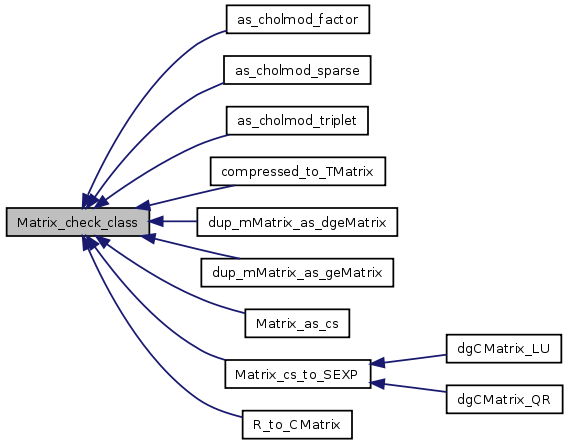 as_cholmod_factor
as_cholmod_sparse
as_cholmod_triplet
compressed_to_TMatrix
Matrix_check_class
dup_mMatrix_as_dgeMatrix
dup_mMatrix_as_geMatrix
Matrix_as_cs
Matrix_cs_to_SEXP
dgCMatrix_LU
dgCMatrix_QR
R_to_CMatrix